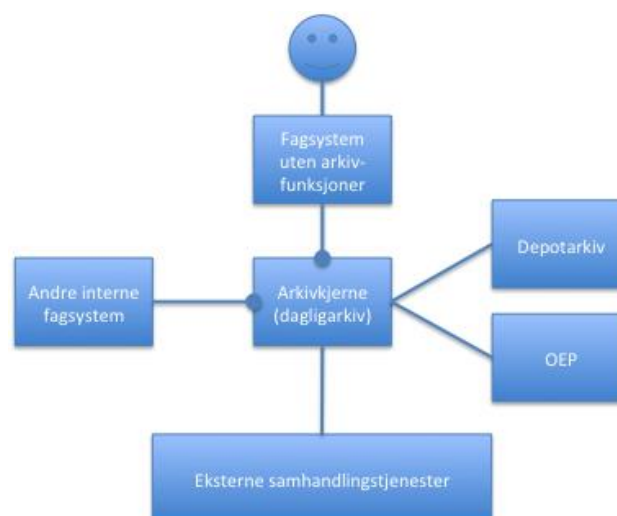 Fagsystem
uten arkiv-
funksjoner
Depotarkiv
Andre interne
fagsystem
Arkivkjerne
(dagligarkiv)
OEP
Eksterne samhandlingstjenester